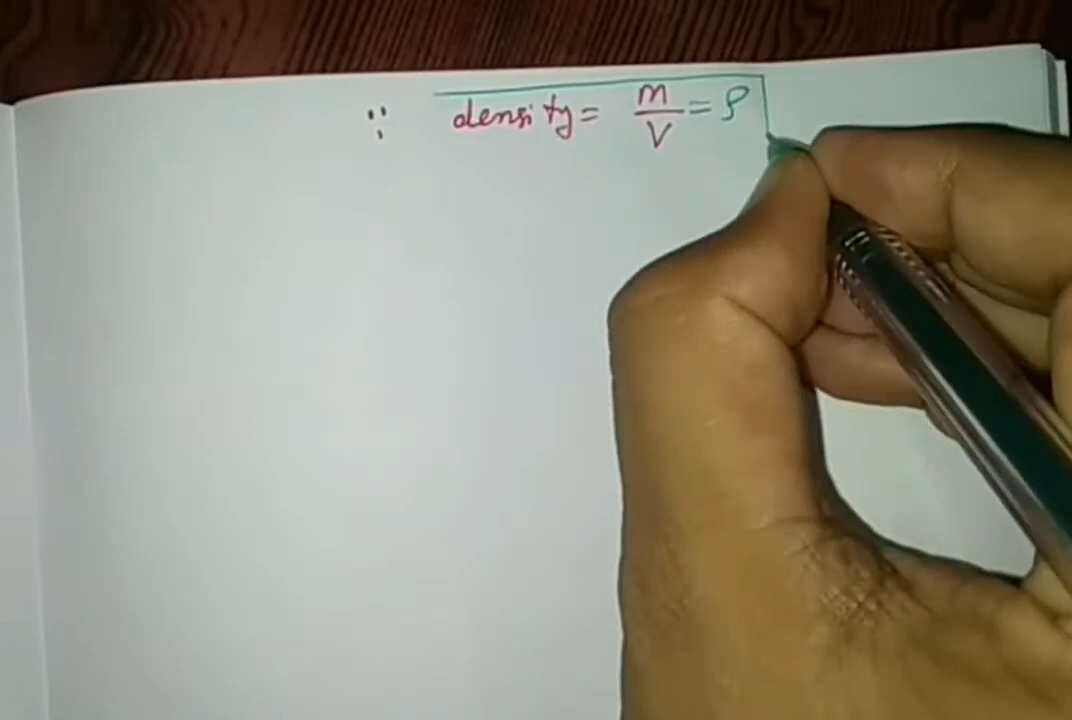 ∵ density = m/V = ρ